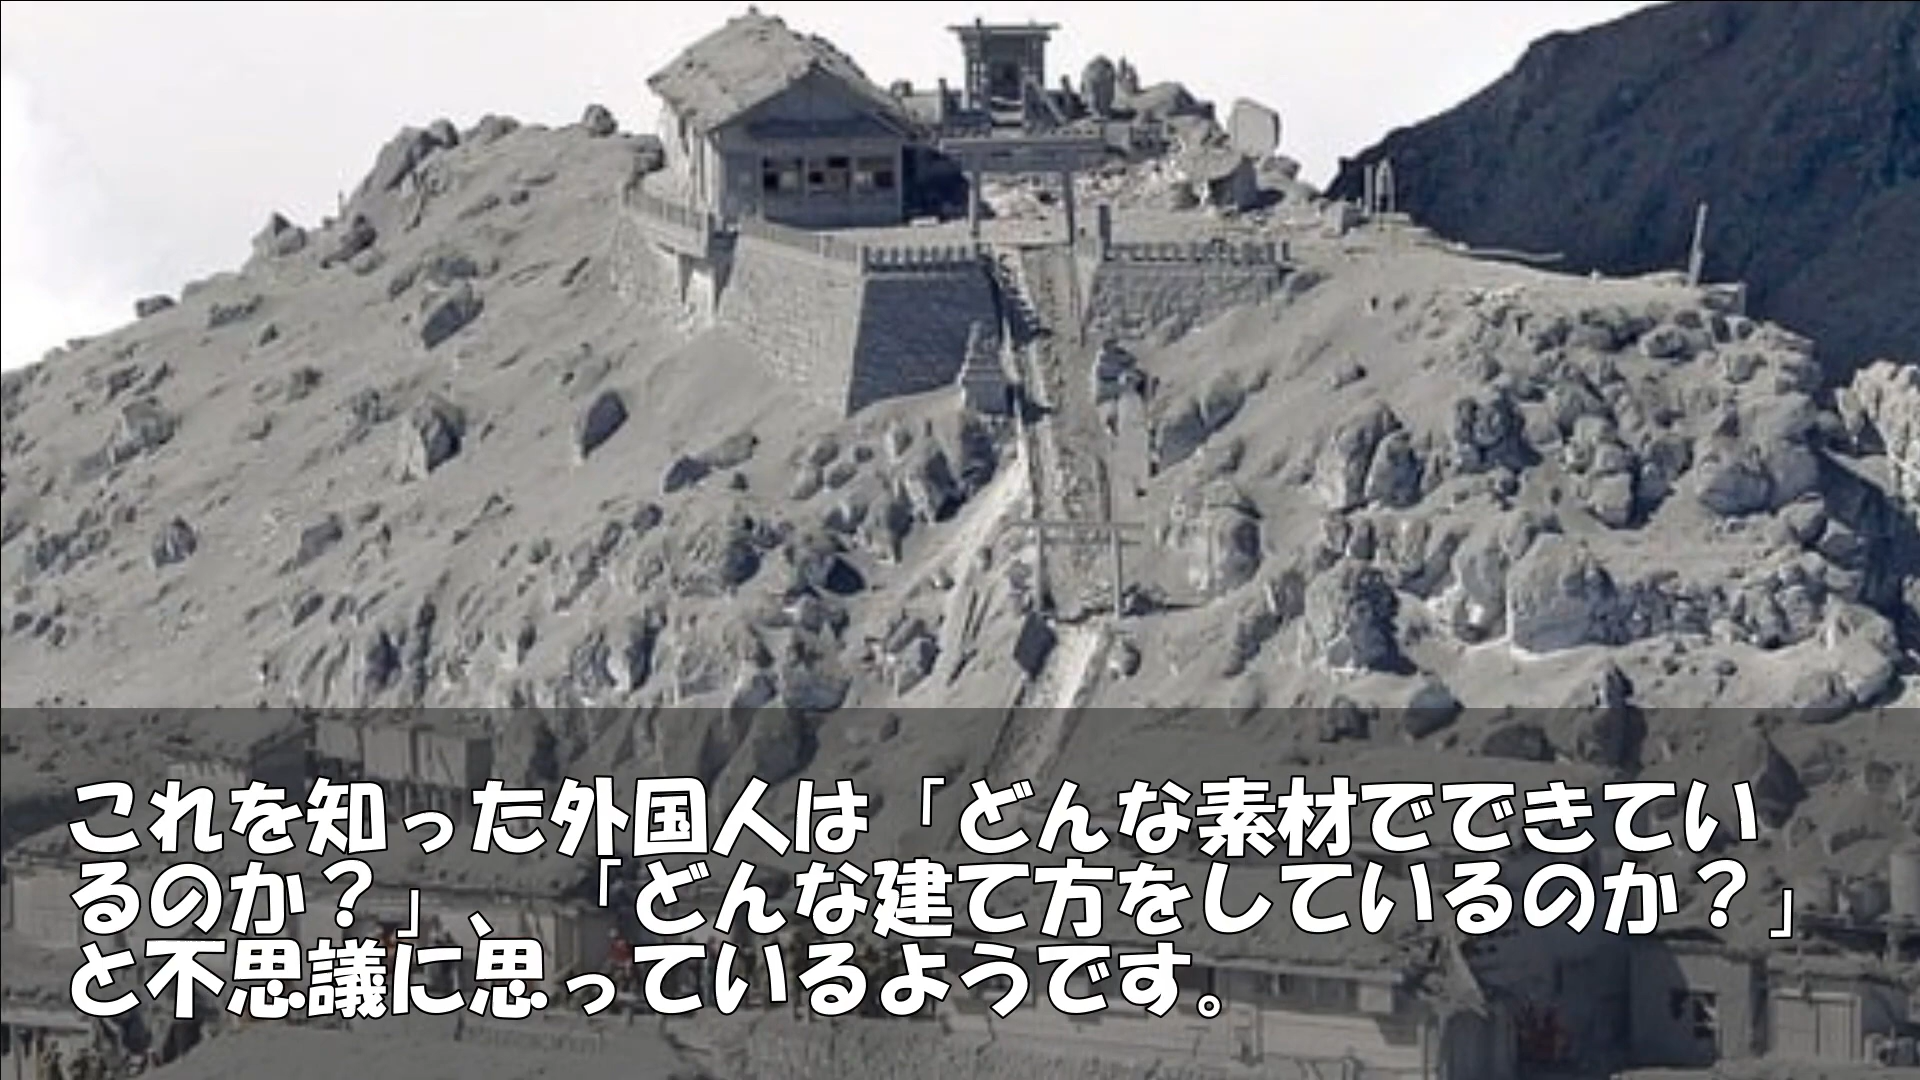 これを知った外国人は「どんな素材でできてい
るのか？」、「どんな建て方をしているのか？」
と不思議に思っているようです。